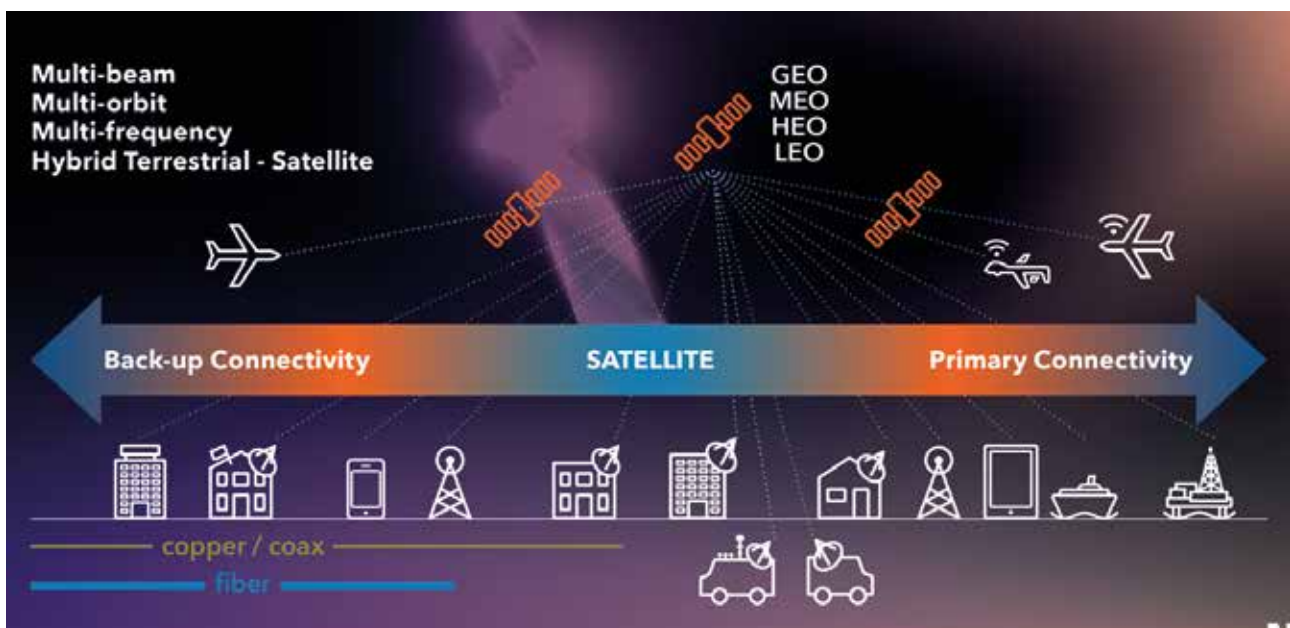 Multi-beam
Multi-orbit
Multi-frequency
Hybrid Terrestrial - Satellite
GEO
MEO
HEO
LEO
Back-up Connectivity
SATELLITE
Primary Connectivity
copper / coax
fiber